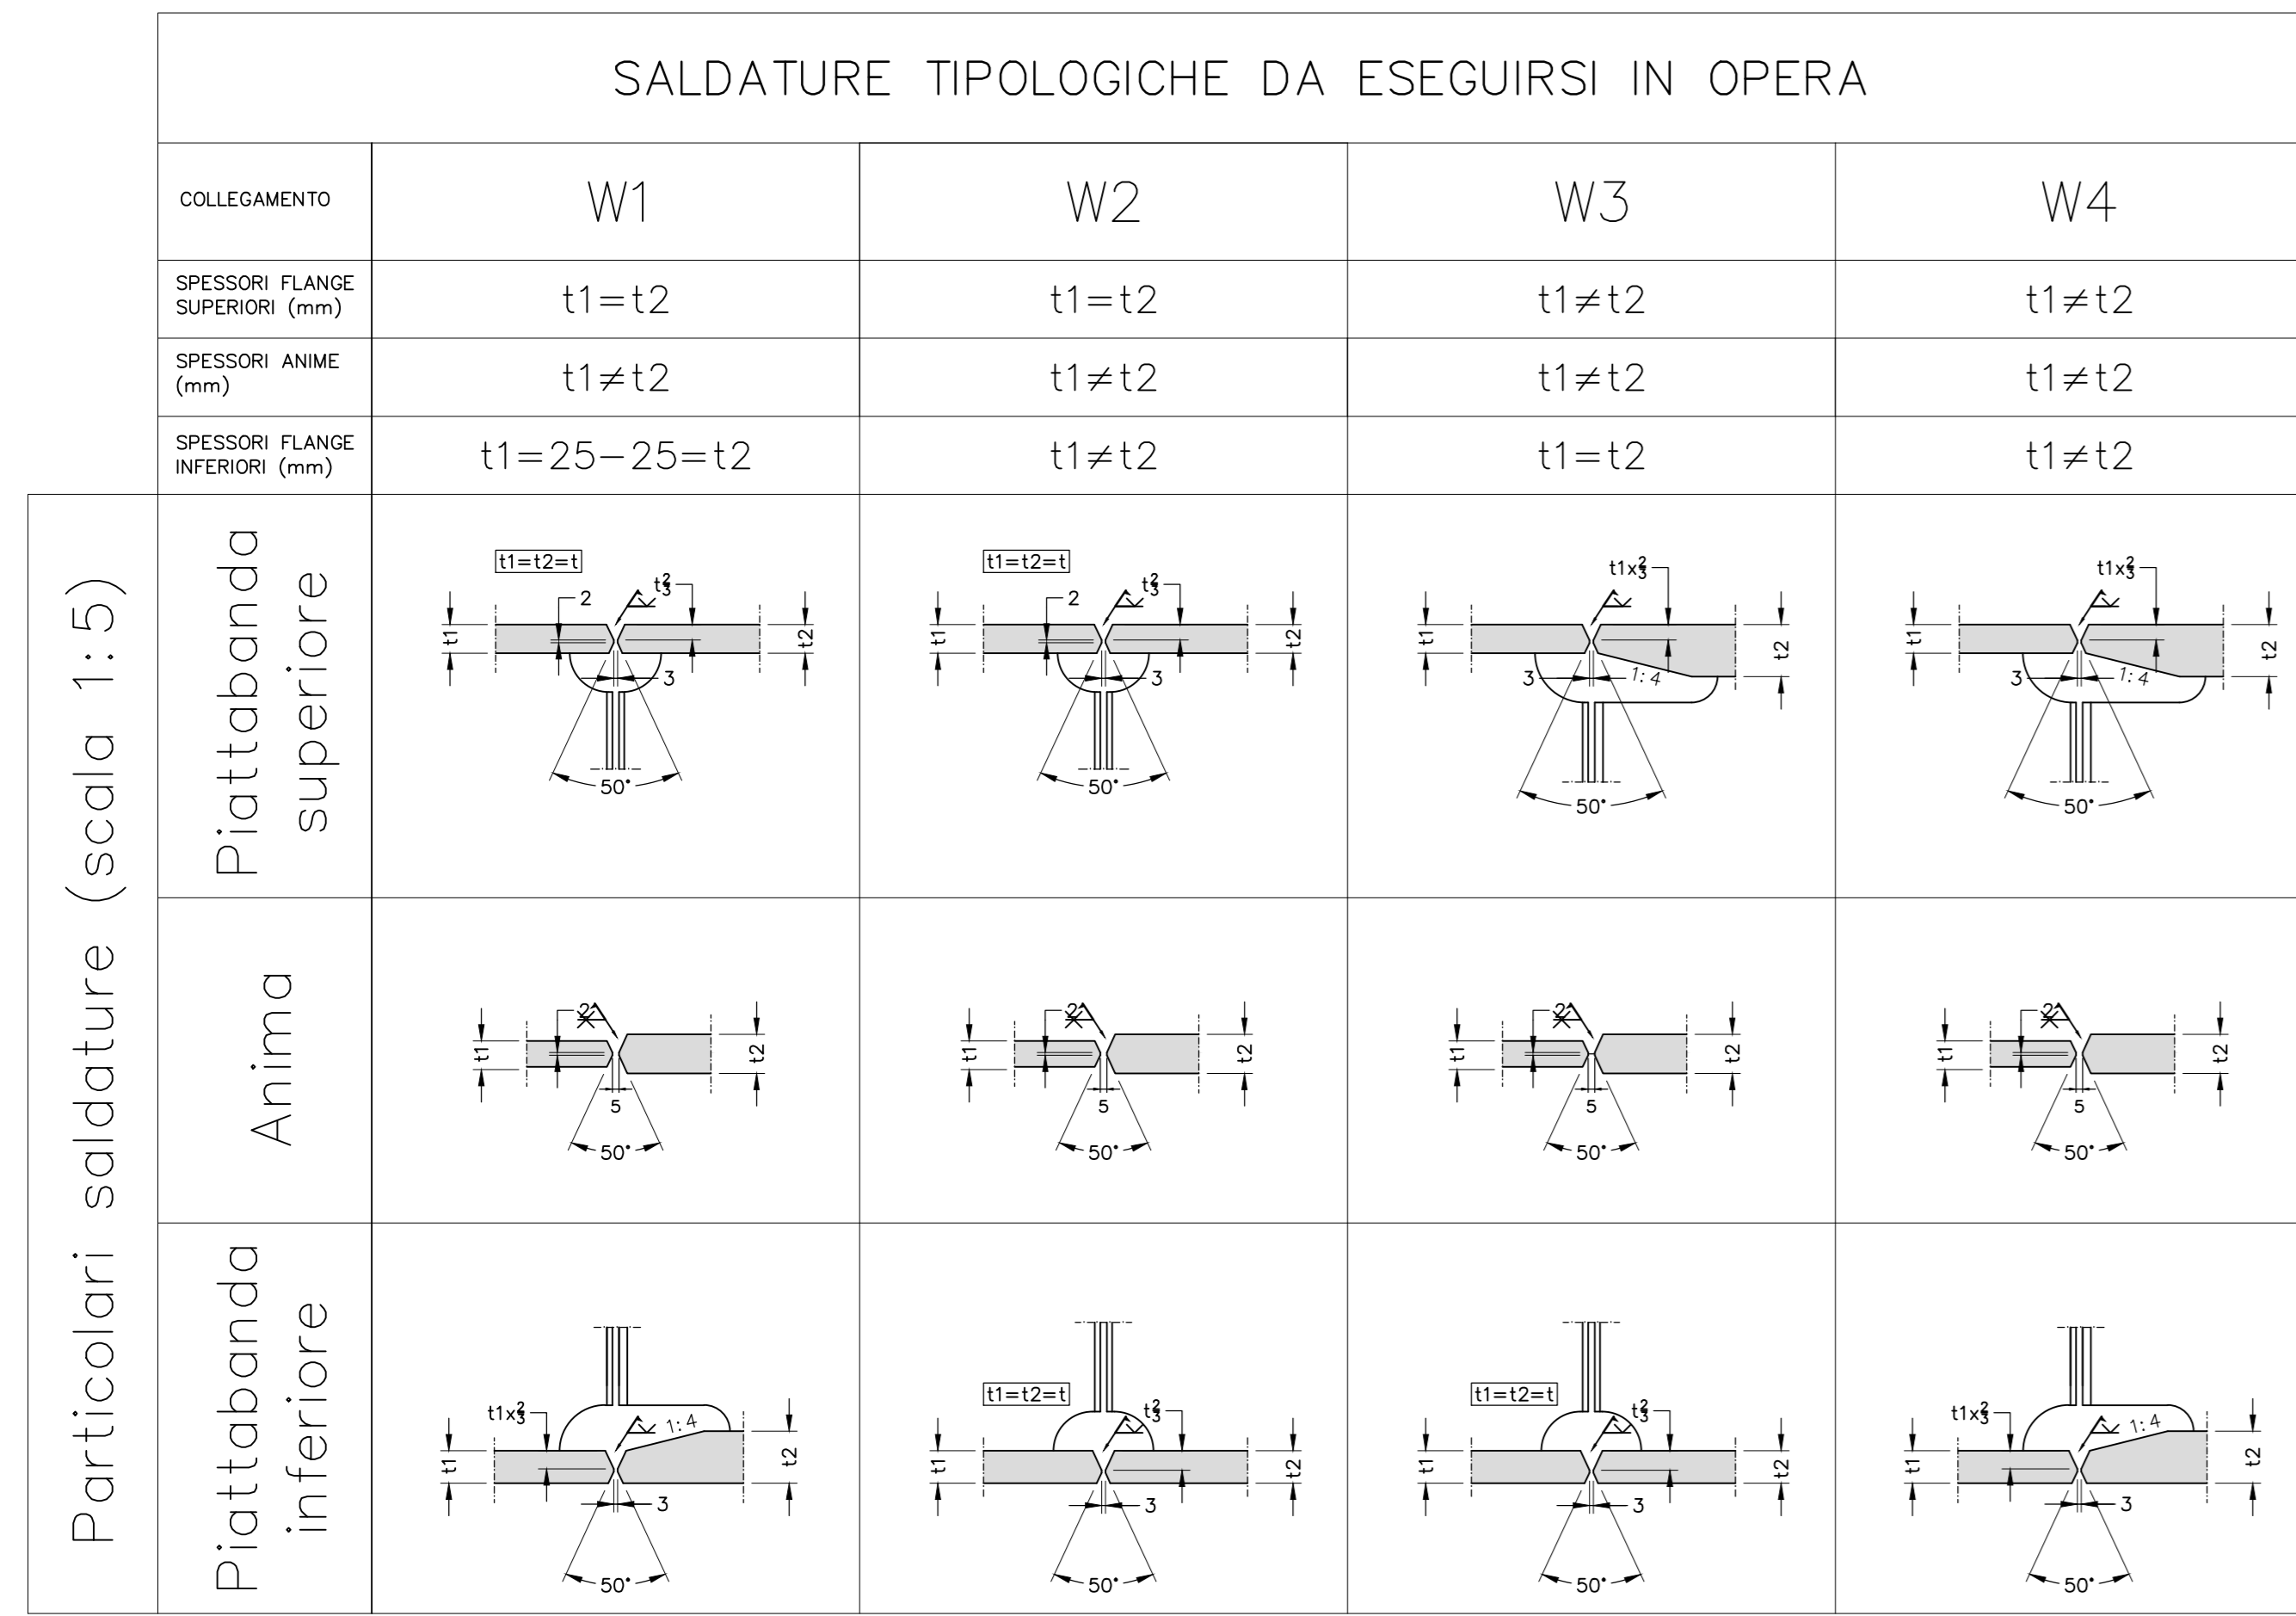 SALDATURE TIPOLOGICHE DA ESEGUIRSI IN OPERA
COLLEGAMENTO
W1
W2
W3
W4
SPESSORI FLANGE
SUPERIORI (mm)
t1=t2
t1=t2
t1≠t2
t1≠t2
SPESSORI ANIME
(mm)
t1≠t2
t1≠t2
t1≠t2
t1≠t2
SPESSORI FLANGE
INFERIORI (mm)
t1=25-25=t2
t1≠t2
t1=t2
t1≠t2
Particolari saldature (scala 1:5)
Piattabanda
superiore
t1=t2=t
2
t2/3
t1
t2
3
50°
t1=t2=t
2
t2/3
t1
t2
3
50°
t1x2/3
t1
t2
3
1:4
50°
t1x2/3
t1
t2
3
1:4
50°
Anima
2
t1
t2
5
50°
2
t1
t2
5
50°
2
t1
t2
5
50°
2
t1
t2
5
50°
Piattabanda
inferiore
t1x2/3
1:4
t1
t2
3
50°
t1=t2=t
t2/3
t1
t2
3
50°
t1=t2=t
t2/3
t1
t2
3
50°
t1x2/3
1:4
t1
t2
3
50°